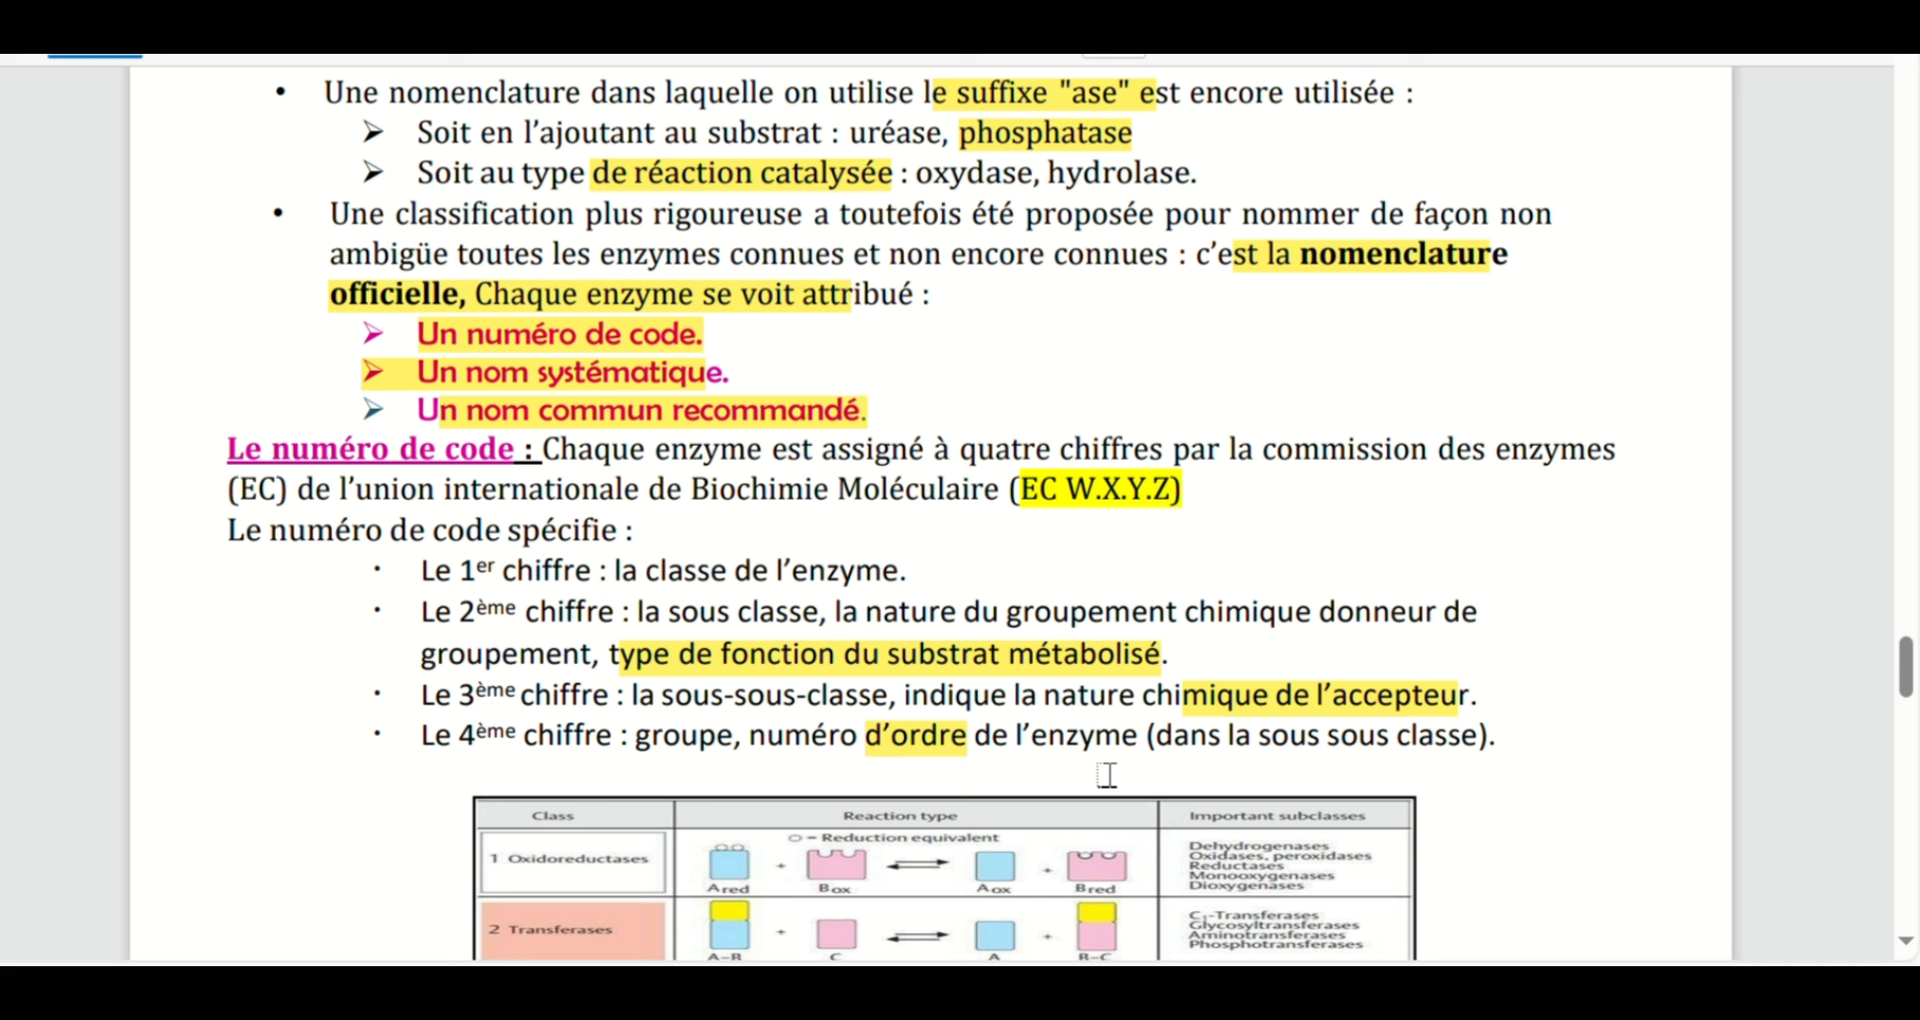 • Une nomenclature dans laquelle on utilise le suffixe "ase" est encore utilisée :
➢ Soit en l’ajoutant au substrat : uréase, phosphatase
➢ Soit au type de réaction catalysée : oxydase, hydrolase.
• Une classification plus rigoureuse a toutefois été proposée pour nommer de façon non
ambigüe toutes les enzymes connues et non encore connues : c’est la nomenclature
officielle, Chaque enzyme se voit attribué :
➢ Un numéro de code.
➢ Un nom systématique.
➢ Un nom commun recommandé.
Le numéro de code : Chaque enzyme est assigné à quatre chiffres par la commission des enzymes
(EC) de l’union internationale de Biochimie Moléculaire (EC W.X.Y.Z)
Le numéro de code spécifie :
· Le 1er chiffre : la classe de l’enzyme.
· Le 2ème chiffre : la sous classe, la nature du groupement chimique donneur de
groupement, type de fonction du substrat métabolisé.
· Le 3ème chiffre : la sous-sous-classe, indique la nature chimique de l’accepteur.
· Le 4ème chiffre : groupe, numéro d’ordre de l’enzyme (dans la sous sous classe).
Class Reaction type Important subclasses
○ = Reduction equivalent
1 Oxidoreductases
A red + B ox A ox + B red
Dehydrogenases
Oxidases, peroxidases
Reductases
Monooxygenases
Dioxygenases
2 Transferases
A–B + C A + B–C
C1-Transferases
Glycosyltransferases
Aminotransferases
Phosphotransferases